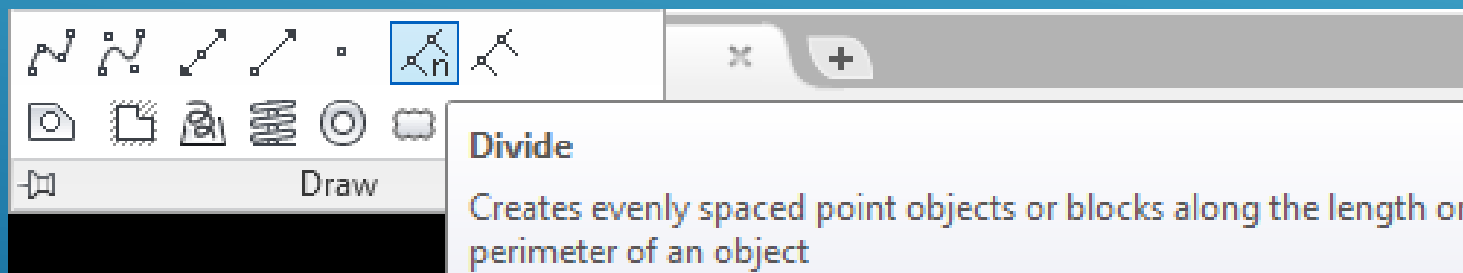 n
Divide
Draw
Creates evenly spaced point objects or blocks along the length or
perimeter of an object